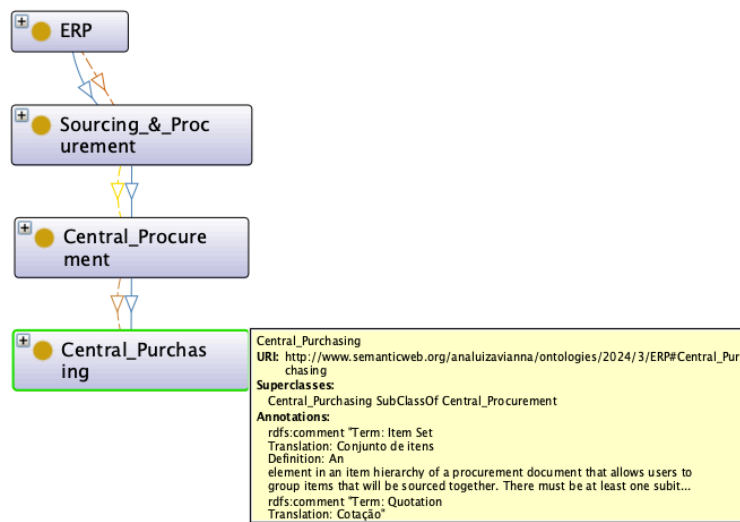 ERP
Sourcing_&_Proc
urement
Central_Procure
ment
Central_Purchas
ing
Central_Purchasing
URI: http://www.semanticweb.org/analuizavianna/ontologies/2024/3/ERP#Central_Pur
chasing
Superclasses:
Central_Purchasing SubClassOf Central_Procurement
Annotations:
rdfs:comment "Term: Item Set
Translation: Conjunto de itens
Definition: An
element in an item hierarchy of a procurement document that allows users to
group items that will be sourced together. There must be at least one subit...
rdfs:comment "Term: Quotation
Translation: Cotação"